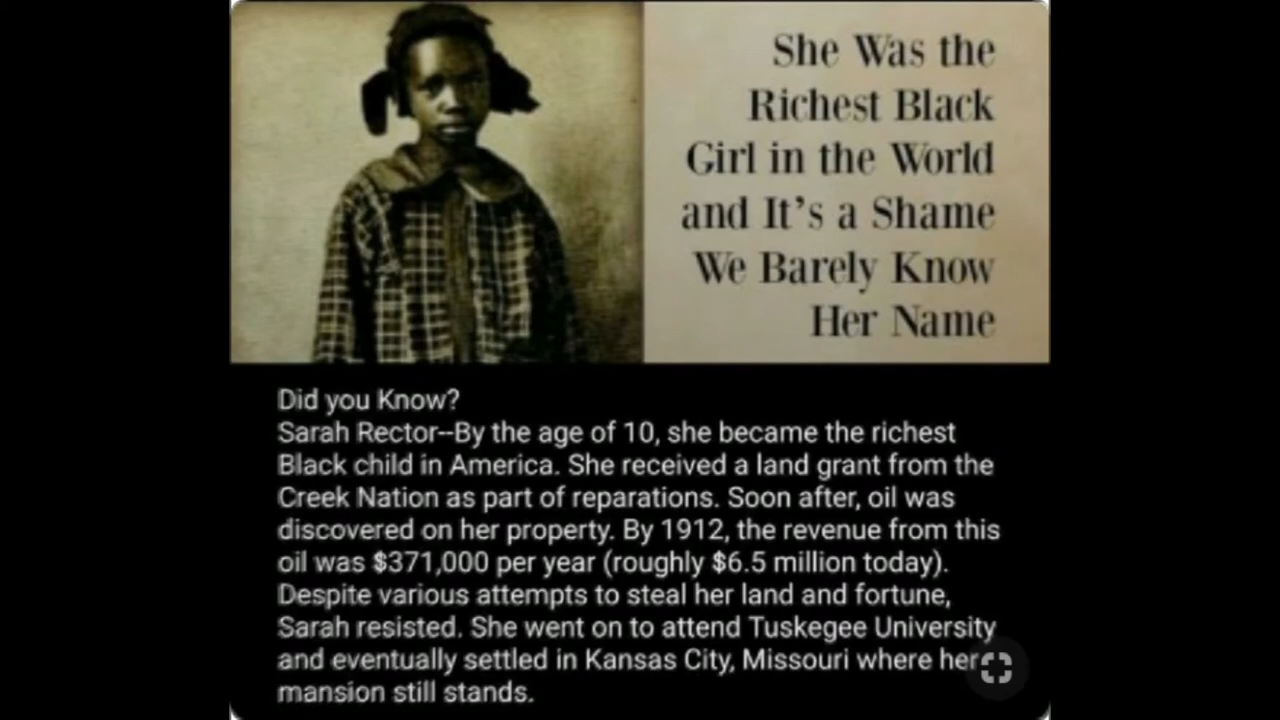 She Was the
Richest Black
Girl in the World
and It's a Shame
We Barely Know
Her Name
Did you Know?
Sarah Rector--By the age of 10, she became the richest
Black child in America. She received a land grant from the
Creek Nation as part of reparations. Soon after, oil was
discovered on her property. By 1912, the revenue from this
oil was $371,000 per year (roughly $6.5 million today).
Despite various attempts to steal her land and fortune,
Sarah resisted. She went on to attend Tuskegee University
and eventually settled in Kansas City, Missouri where her
mansion still stands.